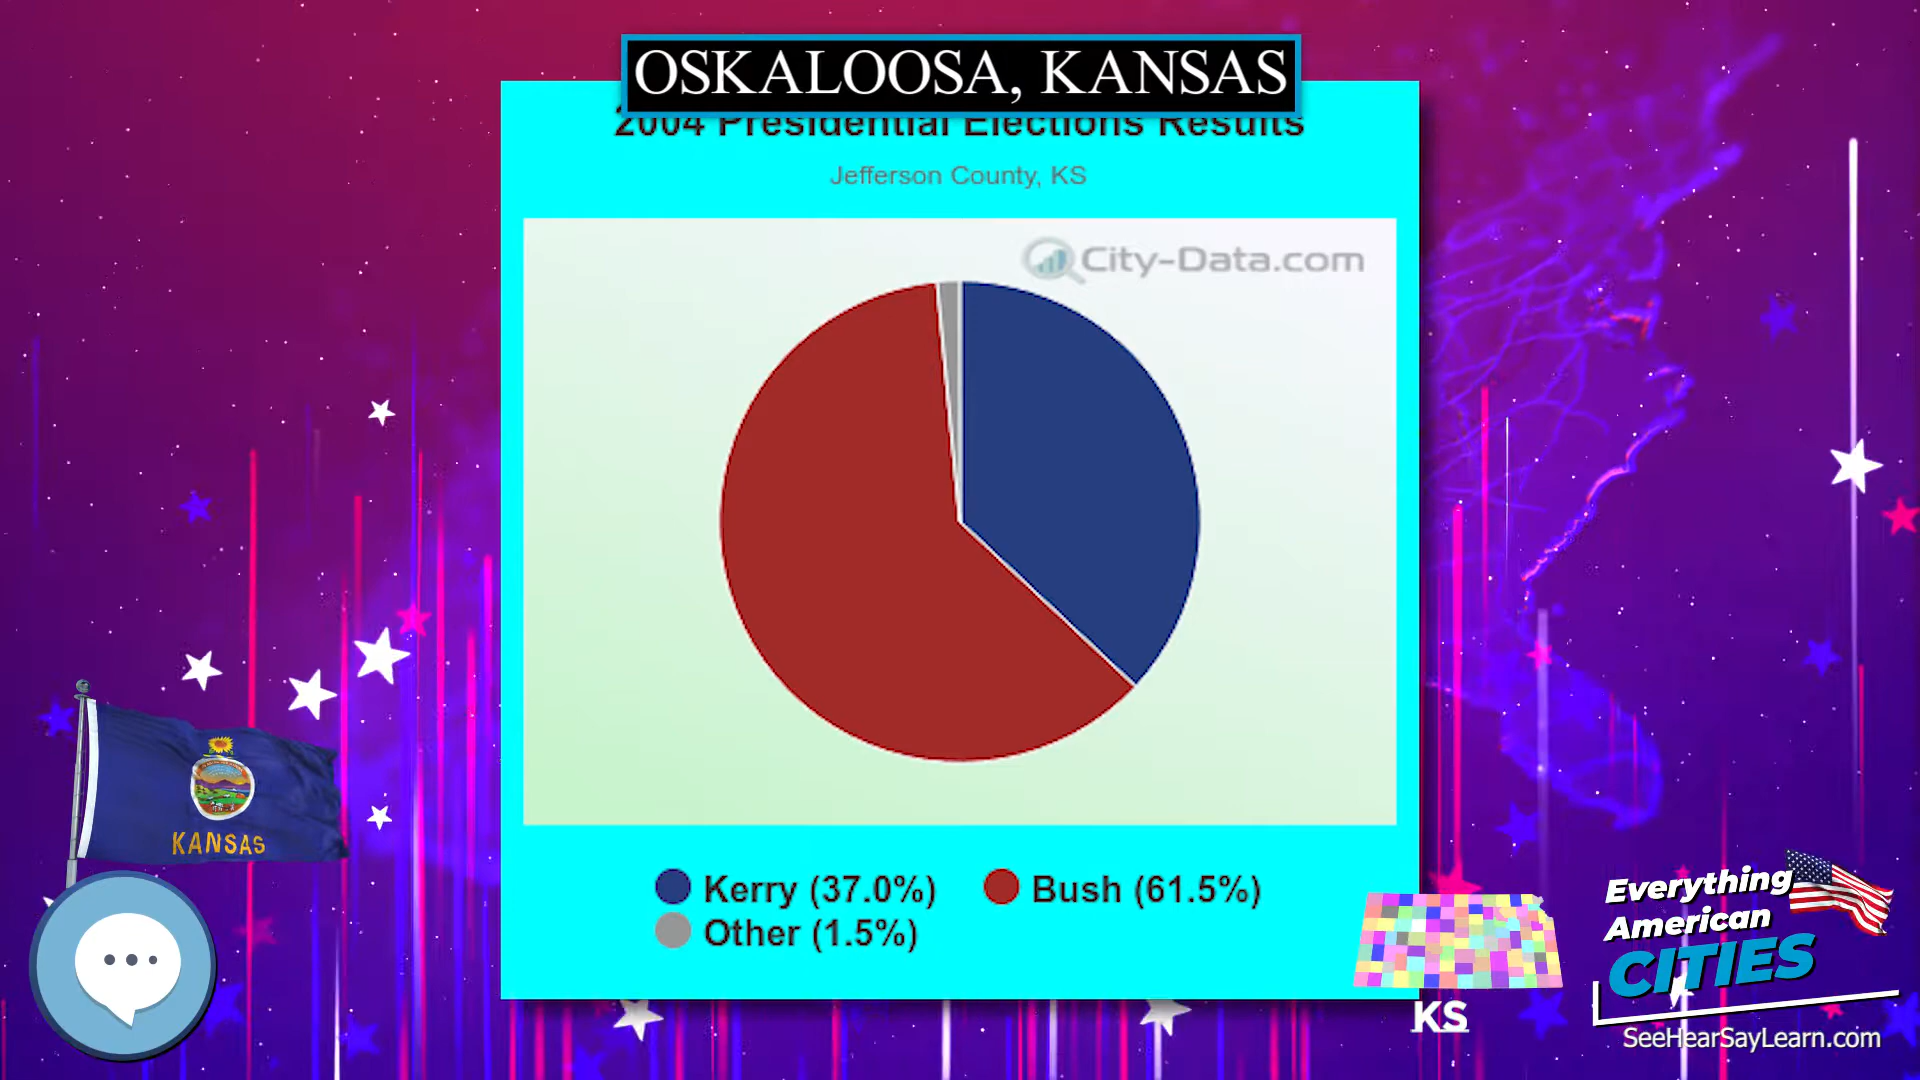 OSKALOOSA, KANSAS
2004 Presidential Elections Results
Jefferson County, KS
City-Data.com
Kerry (37.0%) Bush (61.5%)
Other (1.5%)
KANSAS
KS
Everything
American
CITIES
SeeHearSayLearn.com